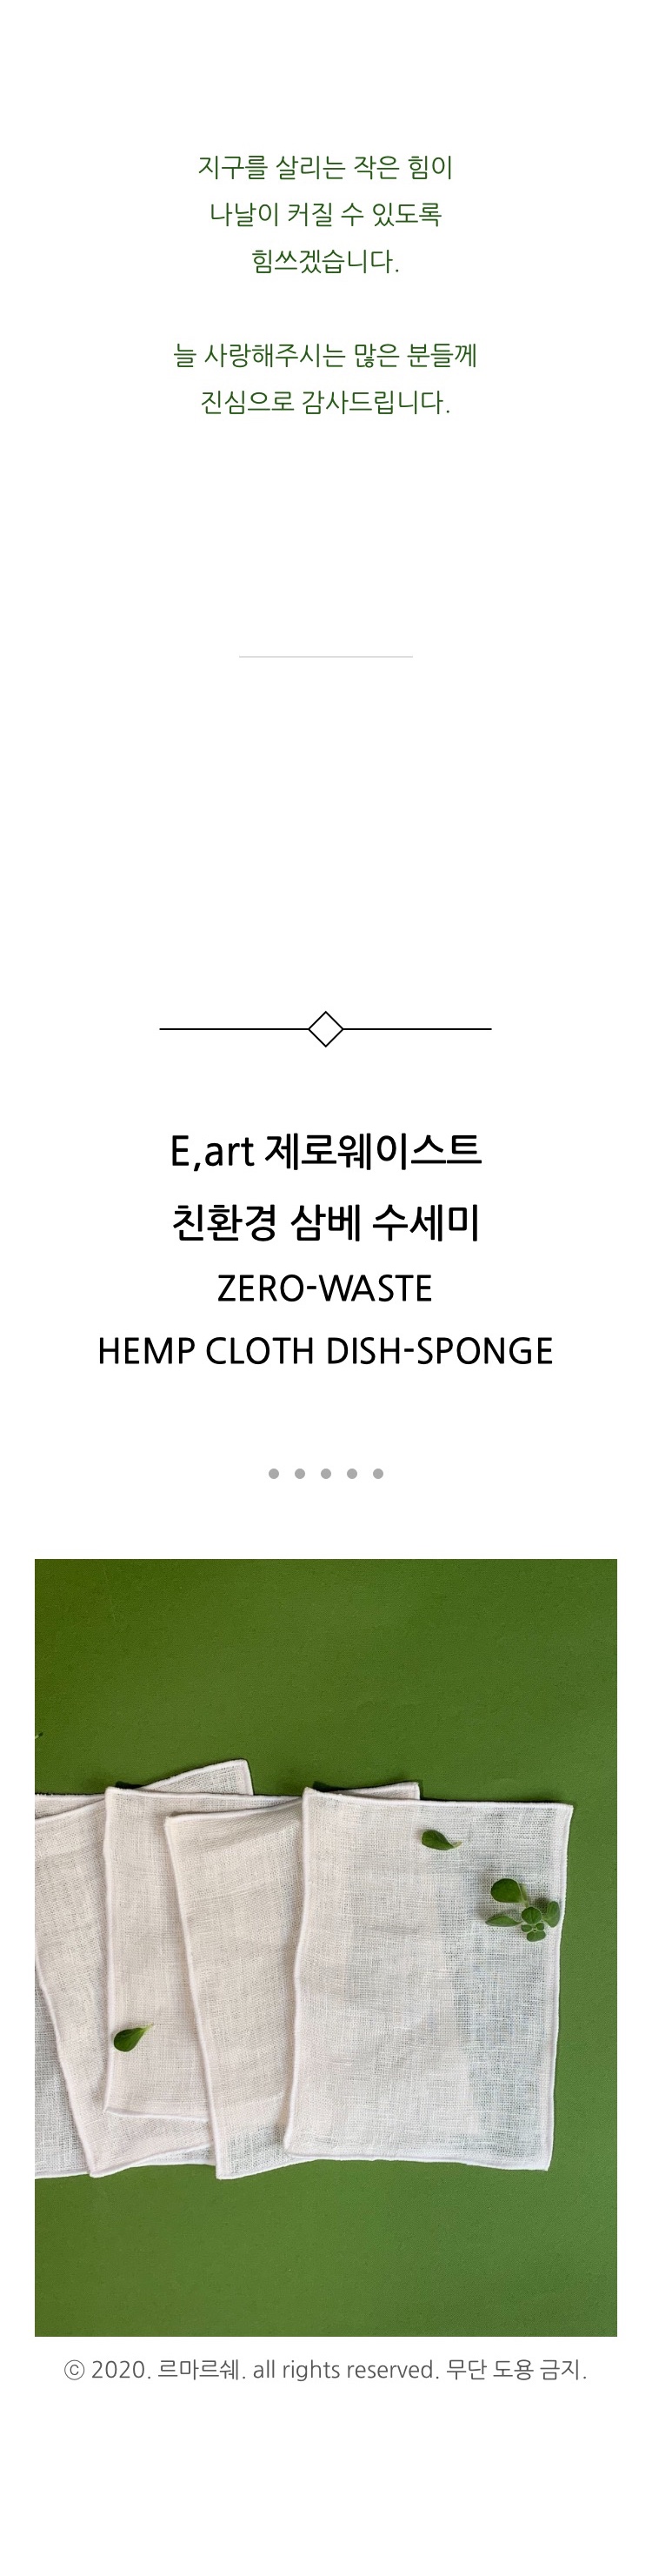 지구를 살리는 작은 힘이
나날이 커질 수 있도록
힘쓰겠습니다.
늘 사랑해주시는 많은 분들께
진심으로 감사드립니다.
E,art 제로웨이스트
친환경 삼베 수세미
ZERO-WASTE
HEMP CLOTH DISH-SPONGE
ⓒ 2020. 르마르쉐. all rights reserved. 무단 도용 금지.